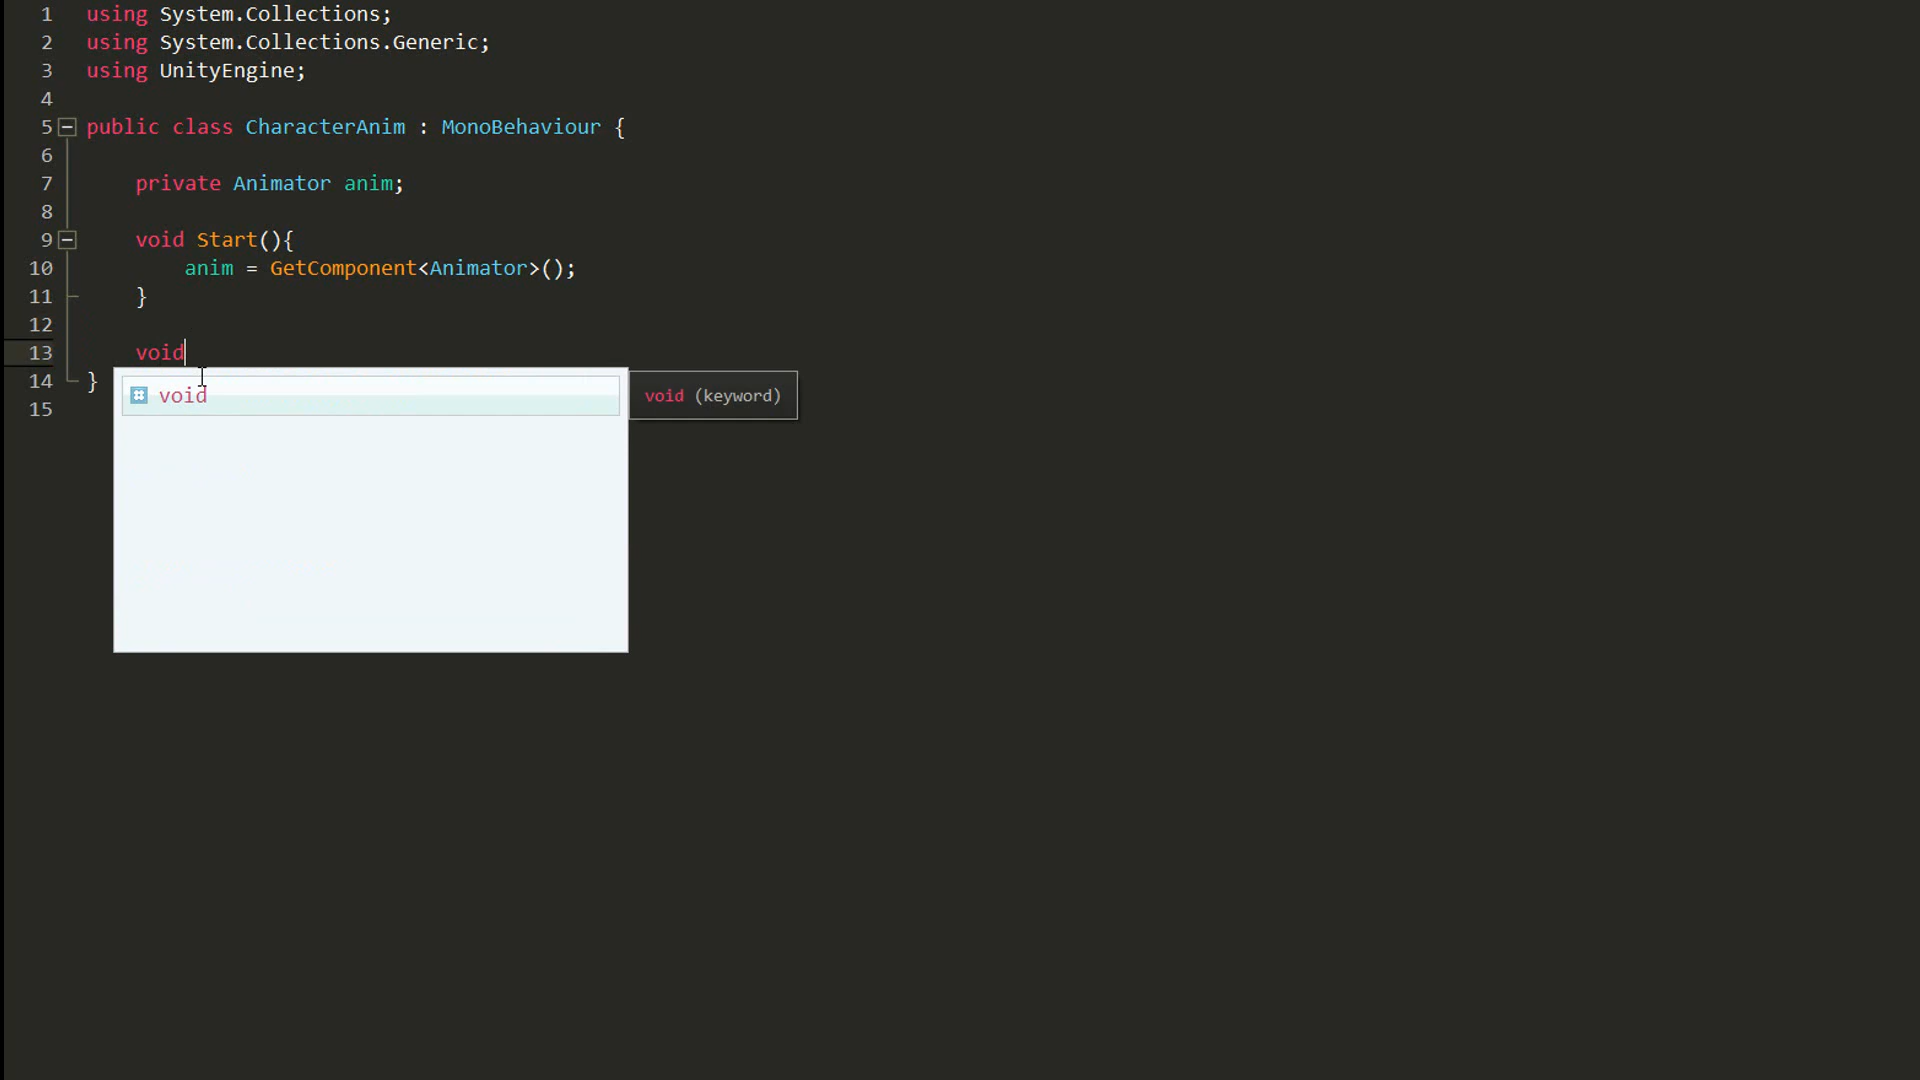 1 using System.Collections;
2 using System.Collections.Generic;
3 using UnityEngine;
4
5 public class CharacterAnim : MonoBehaviour {
6
7 private Animator anim;
8
9 void Start(){
10 anim = GetComponent<Animator>();
11 }
12
13 void
14 }
void void (keyword)
15